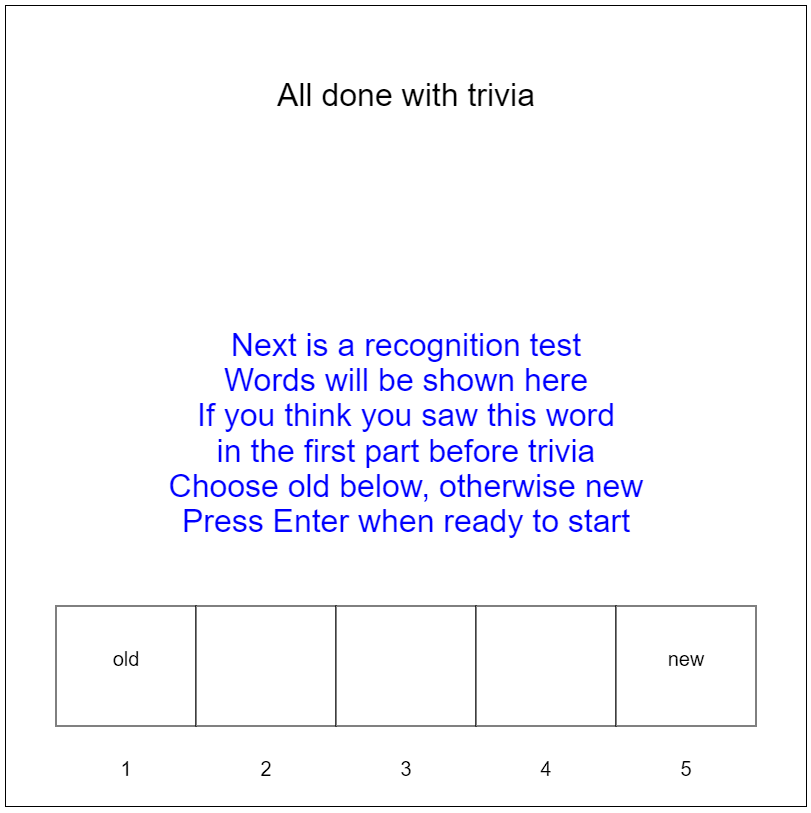 All done with trivia
Next is a recognition test
Words will be shown here
If you think you saw this word
in the first part before trivia
Choose old below, otherwise new
Press Enter when ready to start
old new
1 2 3 4 5